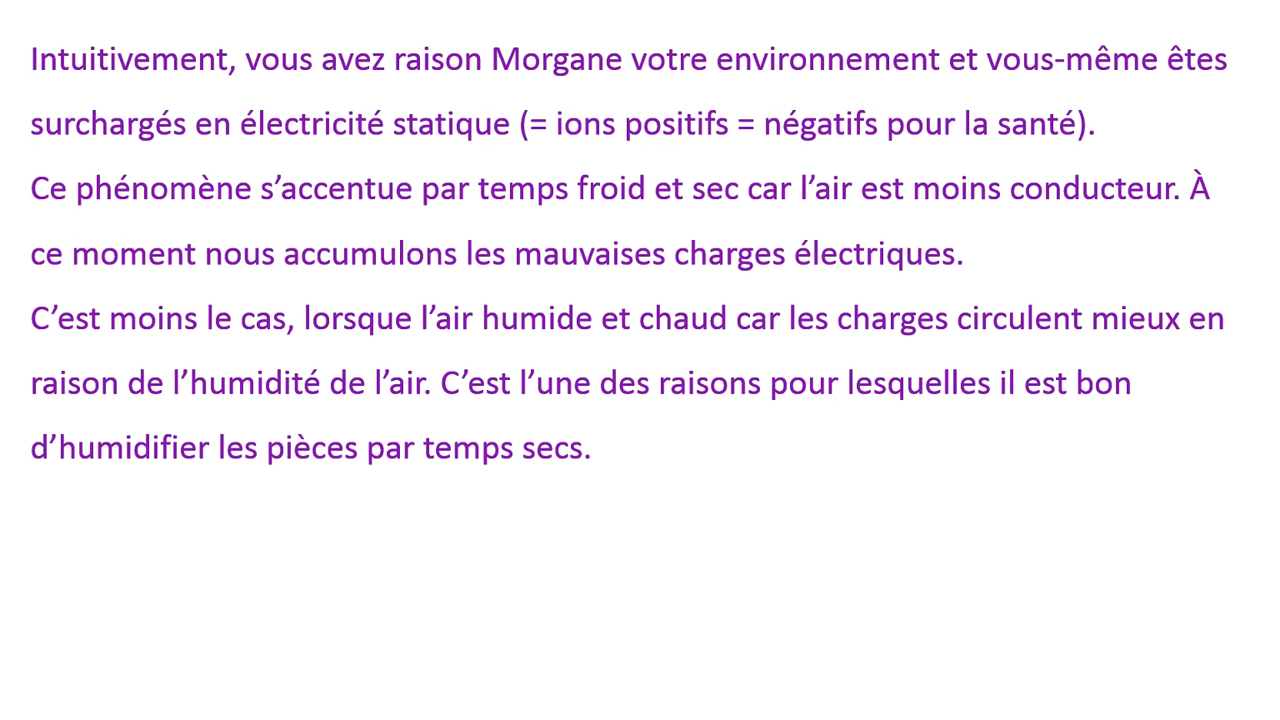 Intuitivement, vous avez raison Morgane votre environnement et vous-même êtes
surchargés en électricité statique (= ions positifs = négatifs pour la santé).
Ce phénomène s’accentue par temps froid et sec car l’air est moins conducteur. À
ce moment nous accumulons les mauvaises charges électriques.
C’est moins le cas, lorsque l’air humide et chaud car les charges circulent mieux en
raison de l’humidité de l’air. C’est l’une des raisons pour lesquelles il est bon
d’humidifier les pièces par temps secs.